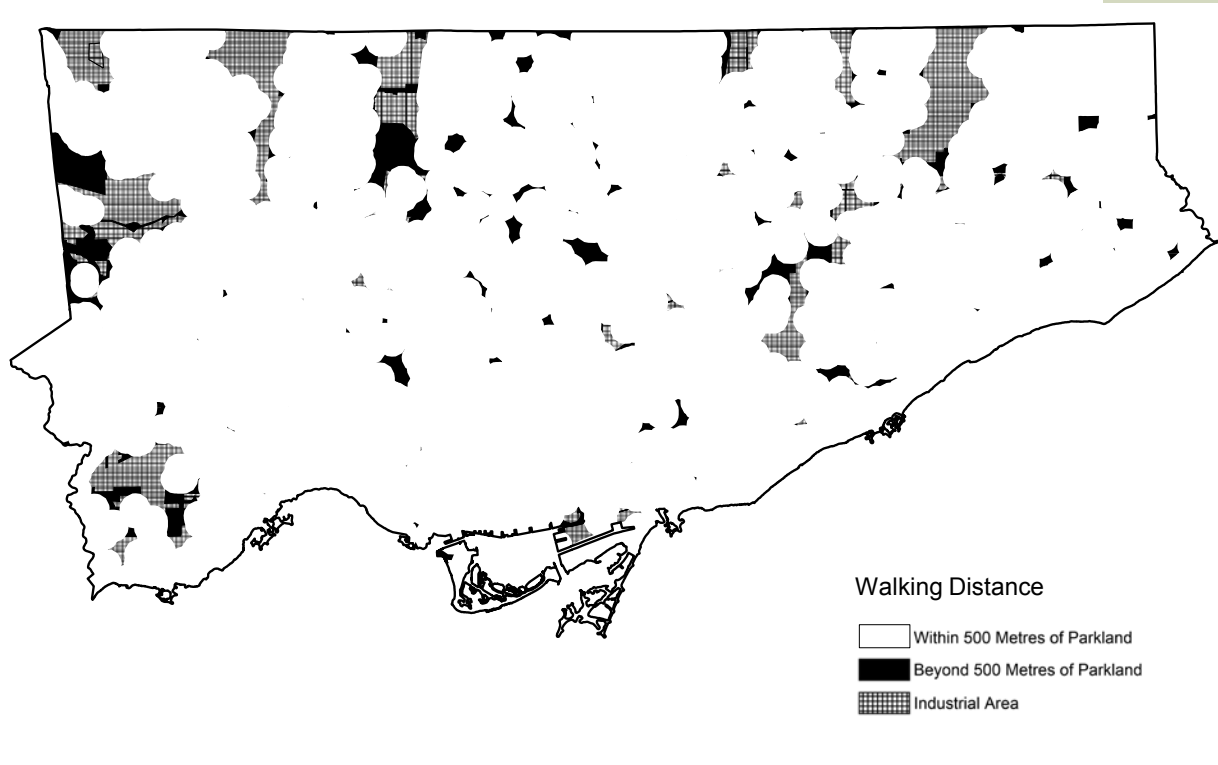 Walking Distance
Within 500 Metres of Parkland
Beyond 500 Metres of Parkland
Industrial Area